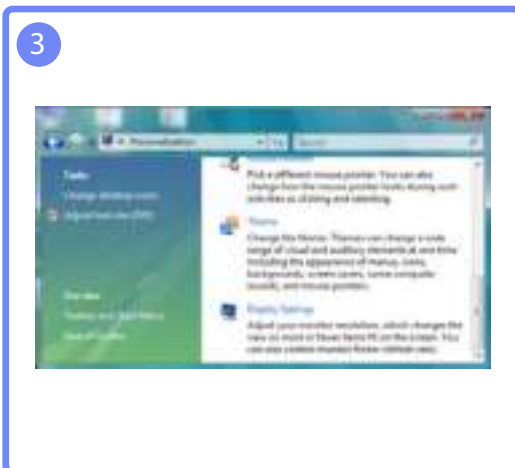 3
Personalization
Search
Tasks
Change desktop icons
Adjust font size (DPI)
See also
Taskbar and Start Menu
Ease of Access
Pick a different mouse pointer. You can also
change how the mouse pointer looks during such
activities as clicking and selecting.
Theme
Change the theme. Themes can change a wide
range of visual and auditory elements at one time
including the appearance of menus, icons,
backgrounds, screen savers, some computer
sounds, and mouse pointers.
Display Settings
Adjust your monitor resolution, which changes the
view so more or fewer items fit on the screen. You
can also control monitor flicker (refresh rate).